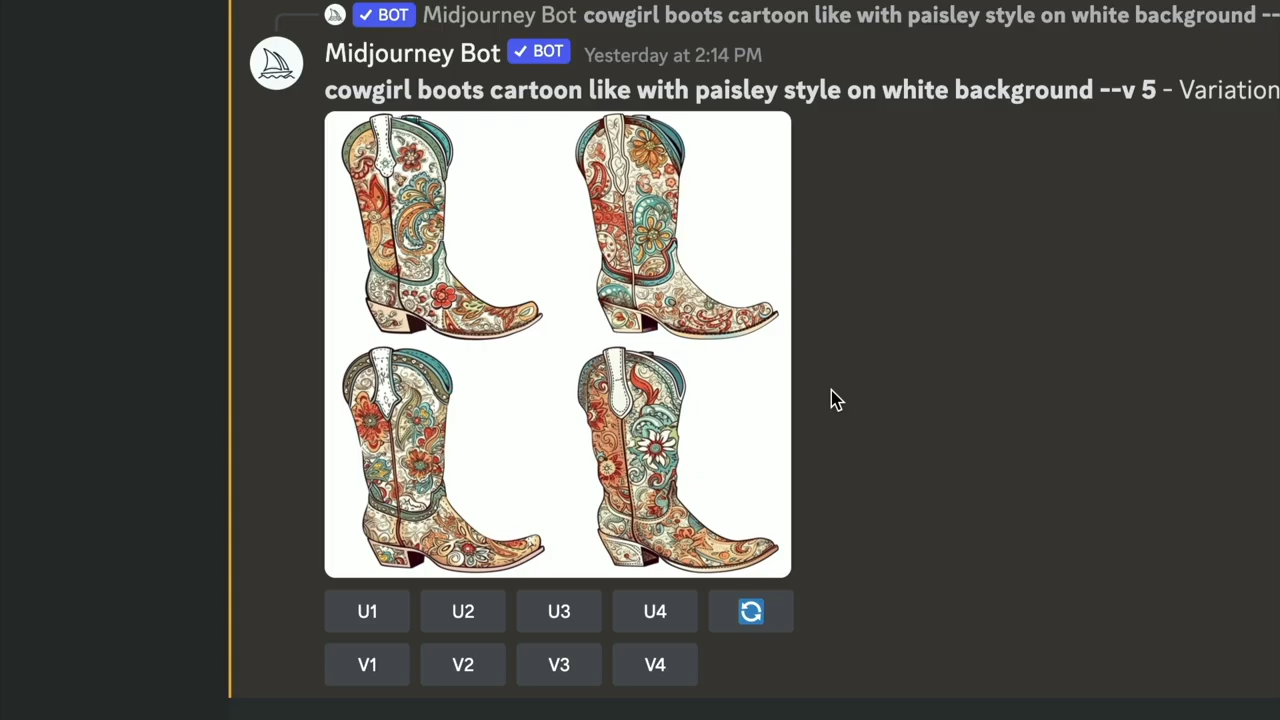 ✓ BOT Midjourney Bot cowgirl boots cartoon like with paisley style on white background --
Midjourney Bot ✓ BOT Yesterday at 2:14 PM
cowgirl boots cartoon like with paisley style on white background --v 5 - Variation
U1 U2 U3 U4
V1 V2 V3 V4